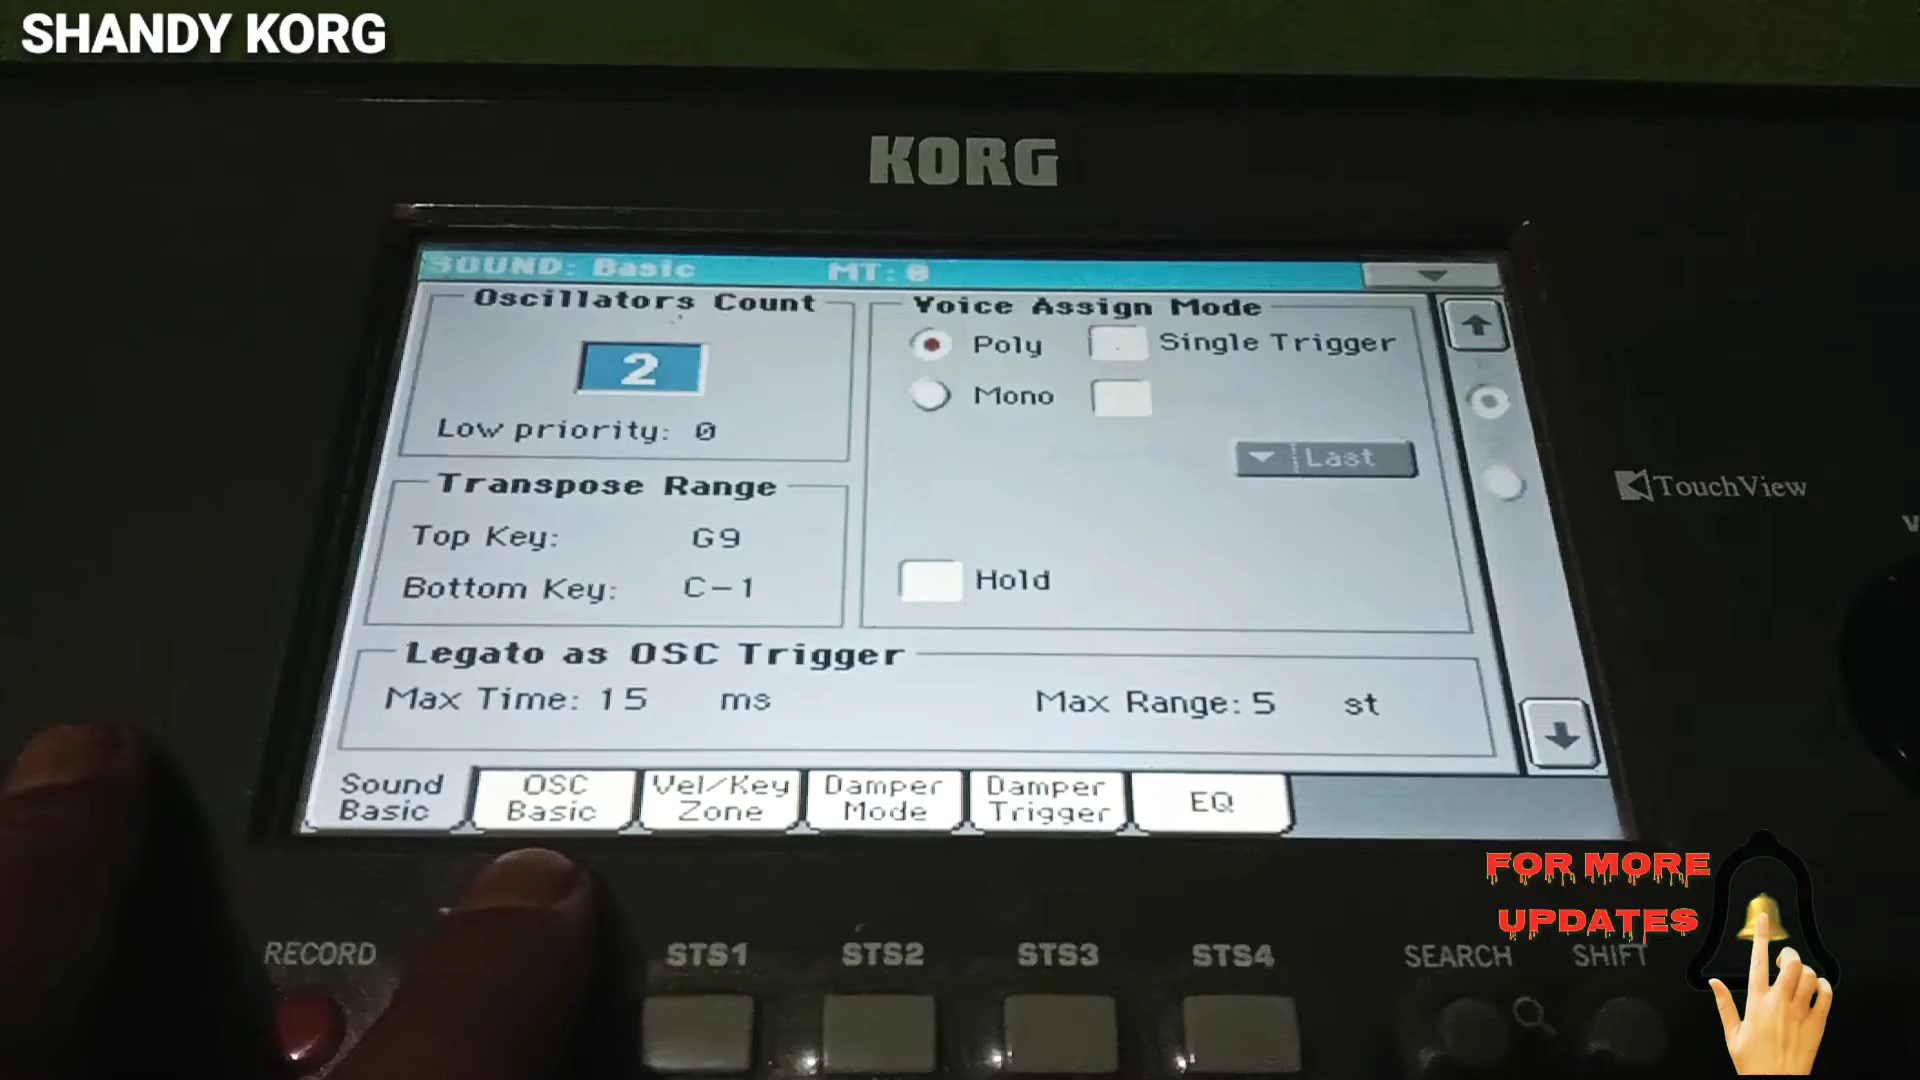 SHANDY KORG
KORG
SOUND: Basic MT: 0
Oscillators Count
2
Low priority: 0
Voice Assign Mode
Poly Single Trigger
Mono
Last
Hold
Transpose Range
Top Key: G9
Bottom Key: C-1
Legato as OSC Trigger
Max Time: 15 ms Max Range: 5 st
Sound Basic
OSC Basic
Vel/Key Zone
Damper Mode
Damper Trigger
EQ
TouchView
FOR MORE
UPDATES
RECORD STS1 STS2 STS3 STS4 SEARCH SHIFT